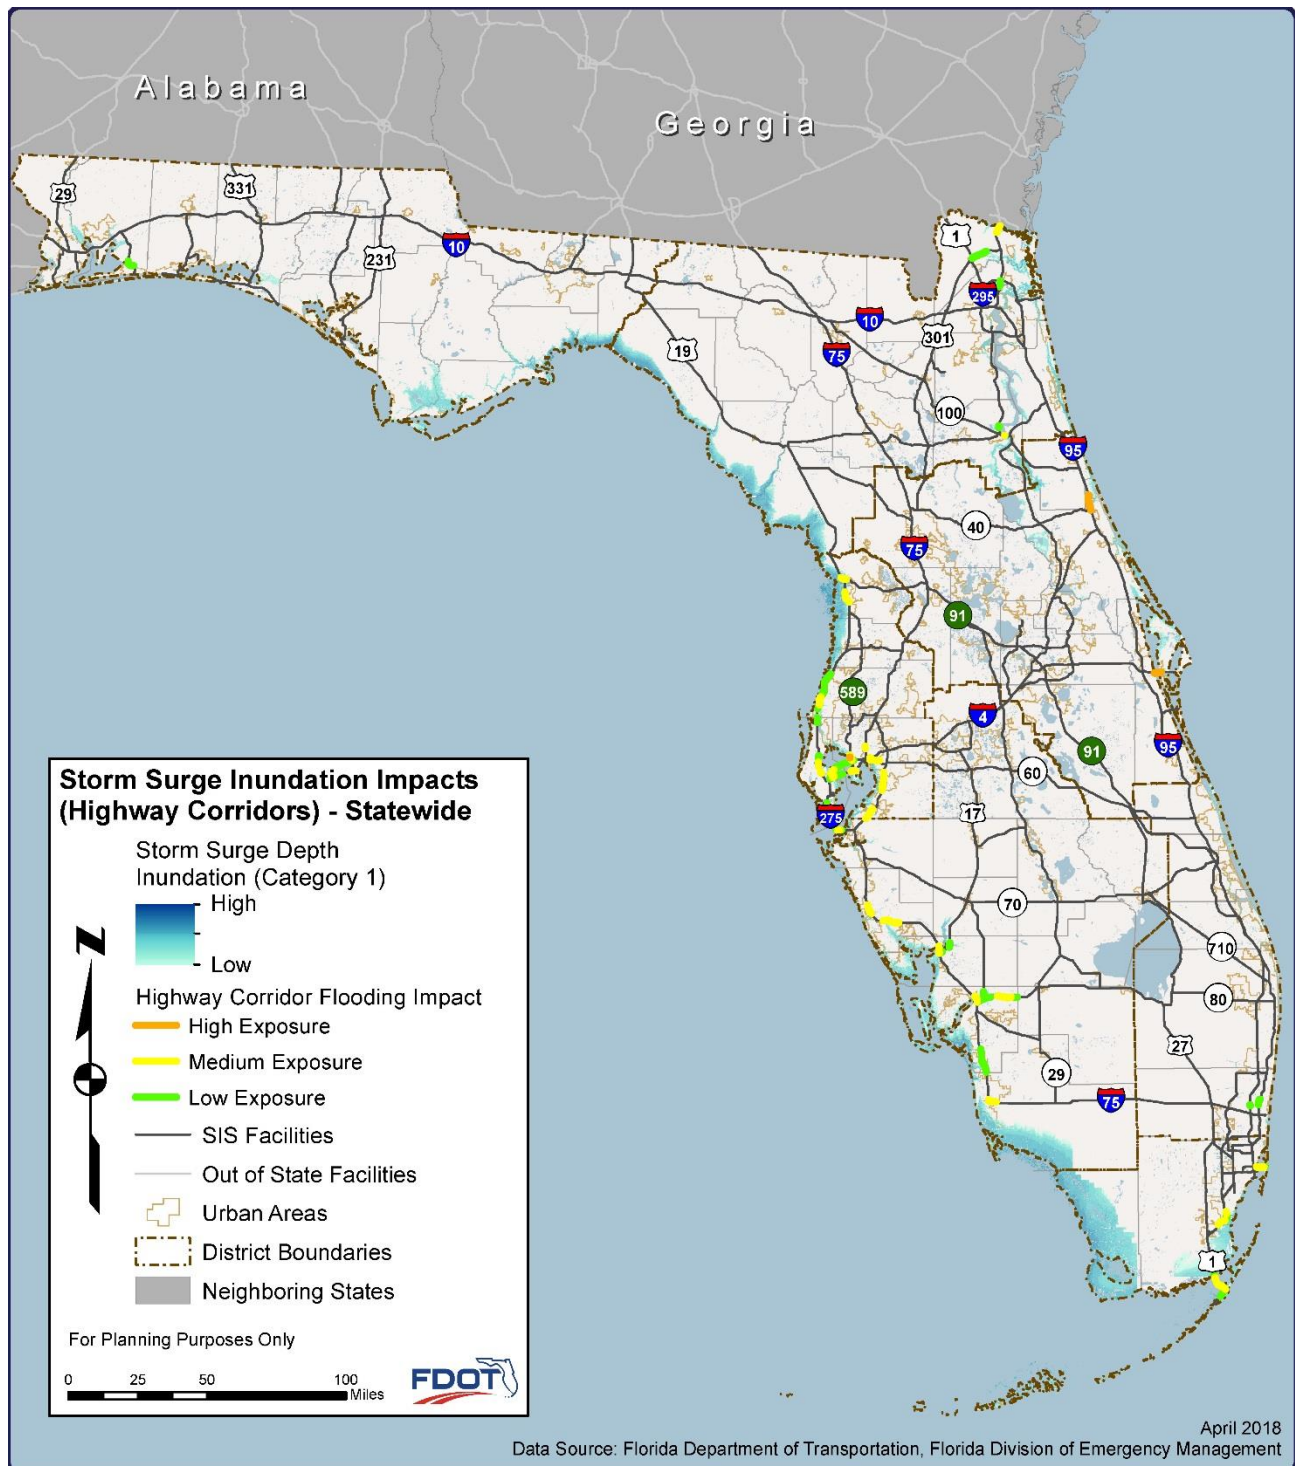 Alabama
Georgia
29
331
231
10
1
295
10
301
75
19
100
95
40
75
91
589
4
91
95
60
275
17
70
710
80
27
29
75
1
Storm Surge Inundation Impacts
(Highway Corridors) - Statewide
Storm Surge Depth
Inundation (Category 1)
High
Low
N
Highway Corridor Flooding Impact
High Exposure
Medium Exposure
Low Exposure
SIS Facilities
Out of State Facilities
Urban Areas
District Boundaries
Neighboring States
For Planning Purposes Only
0 25 50 100
Miles
FDOT
April 2018
Data Source: Florida Department of Transportation, Florida Division of Emergency Management